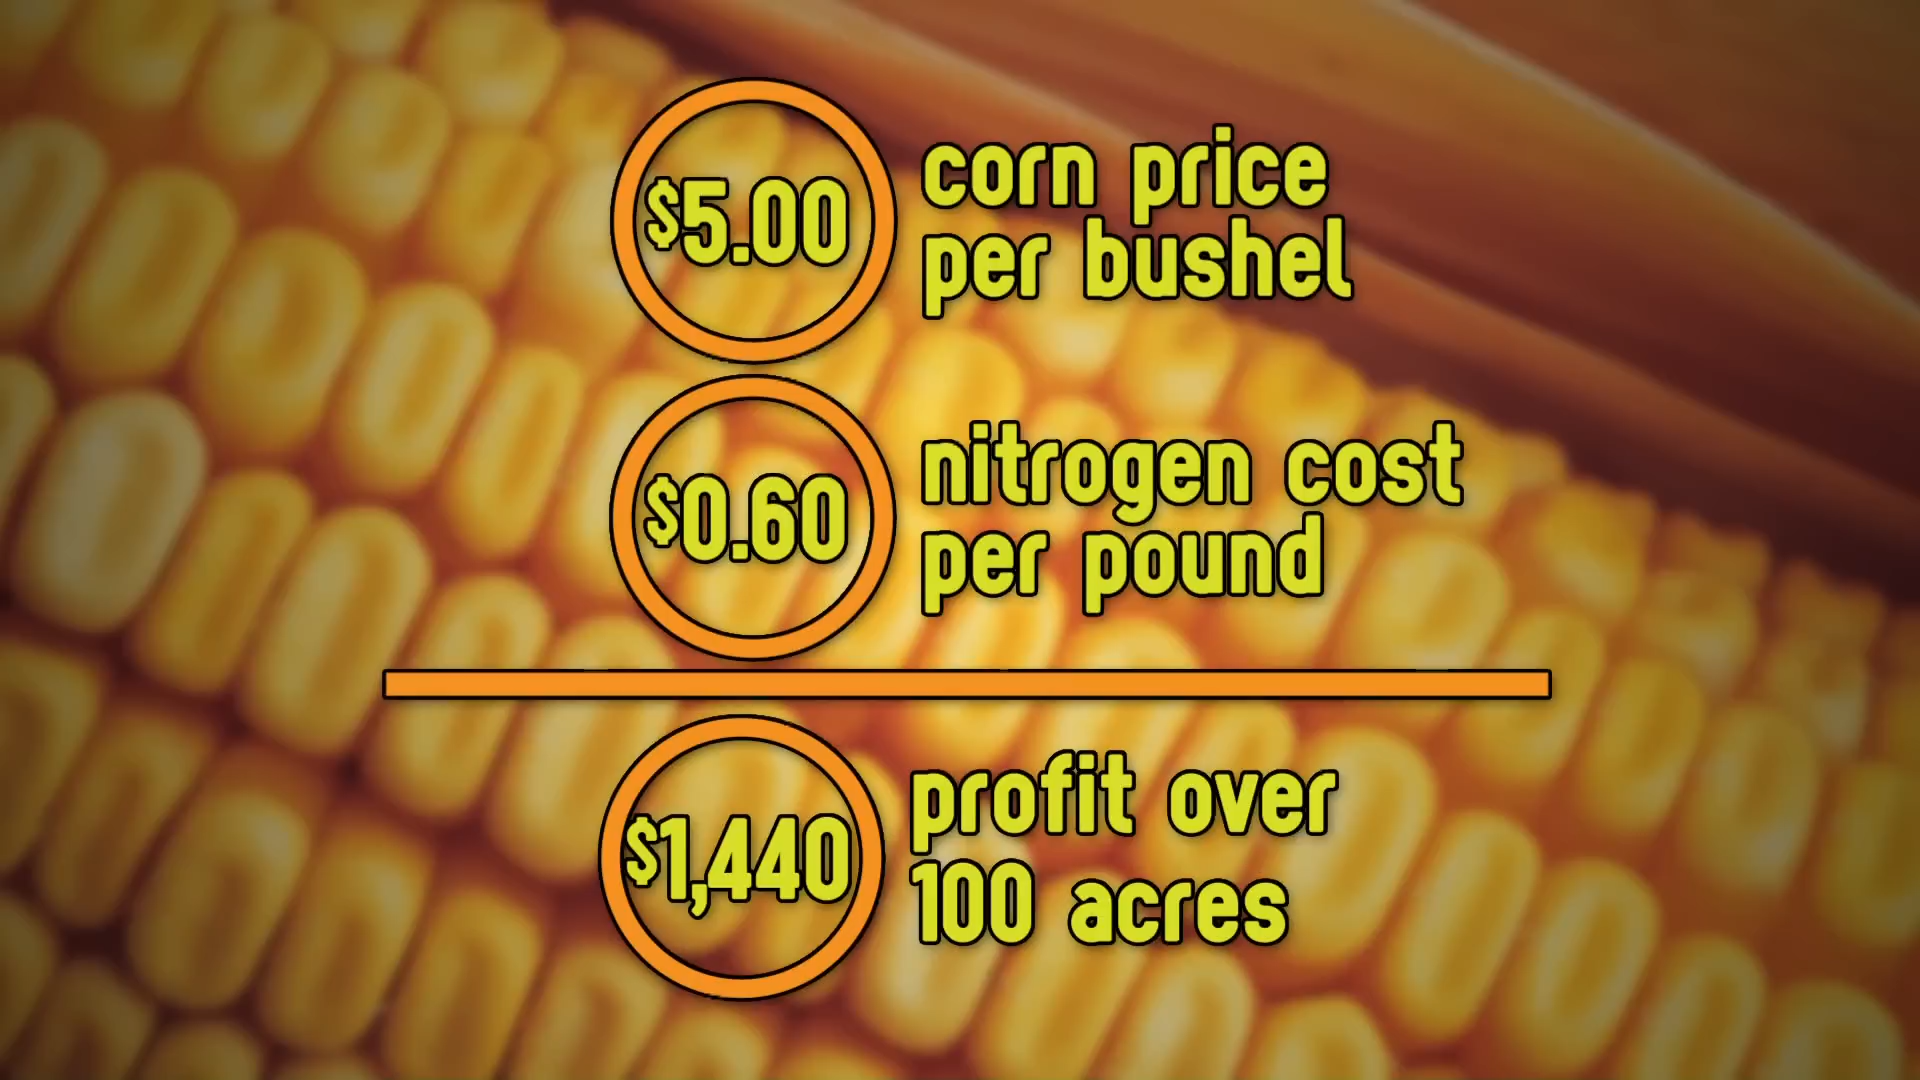 $5.00
corn price
per bushel
$0.60
nitrogen cost
per pound
$1,440
profit over
100 acres